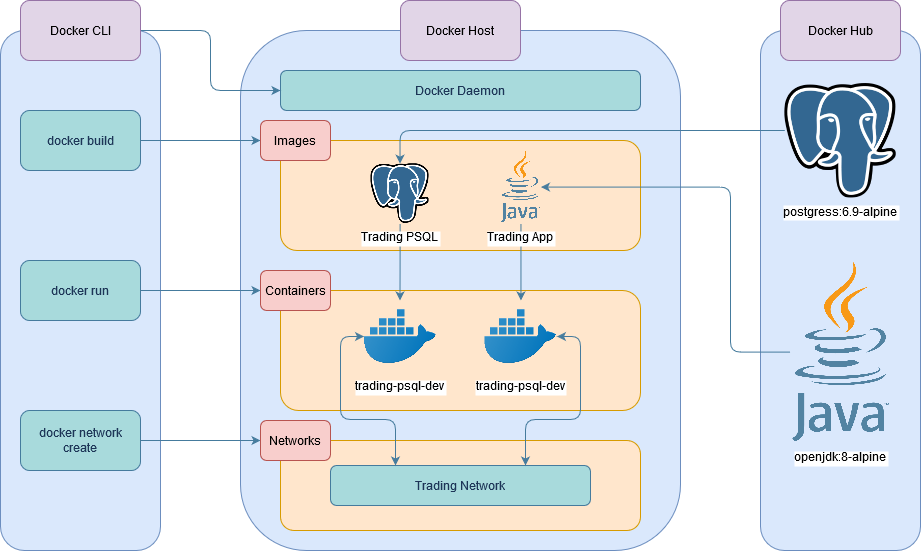 Docker CLI
Docker Host
Docker Hub
Docker Daemon
docker build
Images
Trading PSQL
Trading App
Java
postgress:6.9-alpine
docker run
Containers
trading-psql-dev
trading-psql-dev
Java™
openjdk:8-alpine
docker network
create
Networks
Trading Network